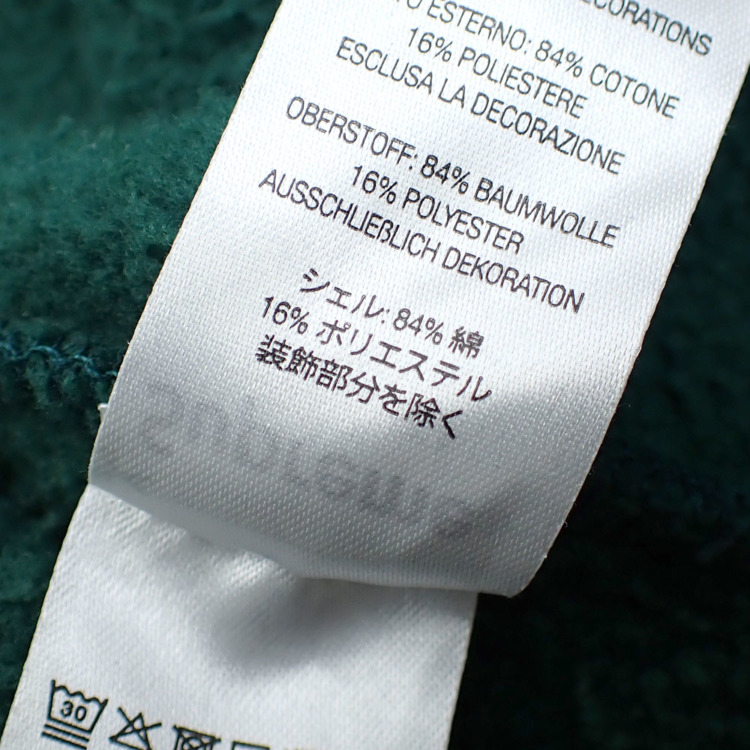 DECORATIONS
ESTERNO: 84% COTONE
16% POLIESTERE
ESCLUSA LA DECORAZIONE
OBERSTOFF: 84% BAUMWOLLE
16% POLYESTER
AUSSCHLIEßLICH DEKORATION
シェル: 84% 綿
16% ポリエステル
装飾部分を除く
30